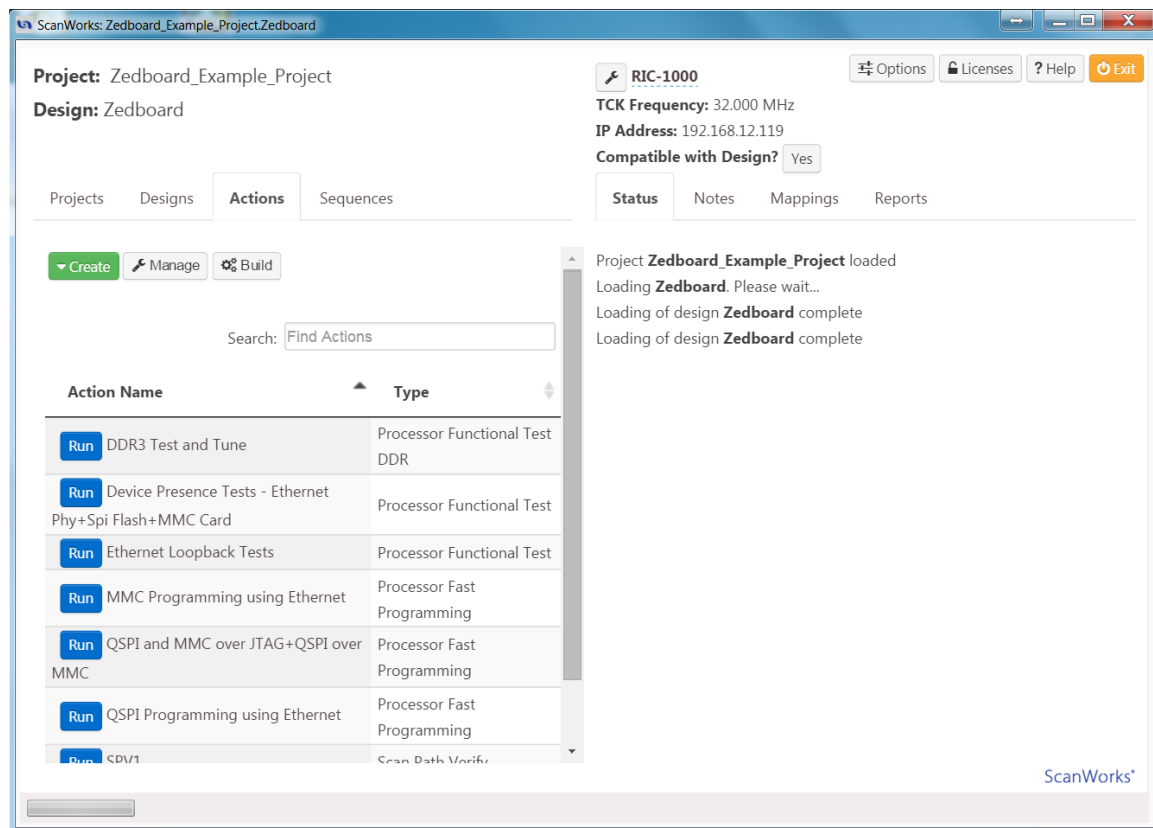 ScanWorks: Zedboard_Example_Project.Zedboard
Project: Zedboard_Example_Project
Design: Zedboard
RIC-1000
TCK Frequency: 32.000 MHz
IP Address: 192.168.12.119
Compatible with Design? Yes
Options
Licenses
? Help
Exit
Projects
Designs
Actions
Sequences
Status
Notes
Mappings
Reports
Create
Manage
Build
Search: Find Actions
Action Name
Type
Run DDR3 Test and Tune
Processor Functional Test
DDR
Run Device Presence Tests - Ethernet
Phy+Spi Flash+MMC Card
Processor Functional Test
Run Ethernet Loopback Tests
Processor Functional Test
Run MMC Programming using Ethernet
Processor Fast
Programming
Run QSPI and MMC over JTAG+QSPI over
MMC
Processor Fast
Programming
Run QSPI Programming using Ethernet
Processor Fast
Programming
Run SPV1
Scan Path Verify
Project Zedboard_Example_Project loaded
Loading Zedboard. Please wait...
Loading of design Zedboard complete
Loading of design Zedboard complete
ScanWorks®